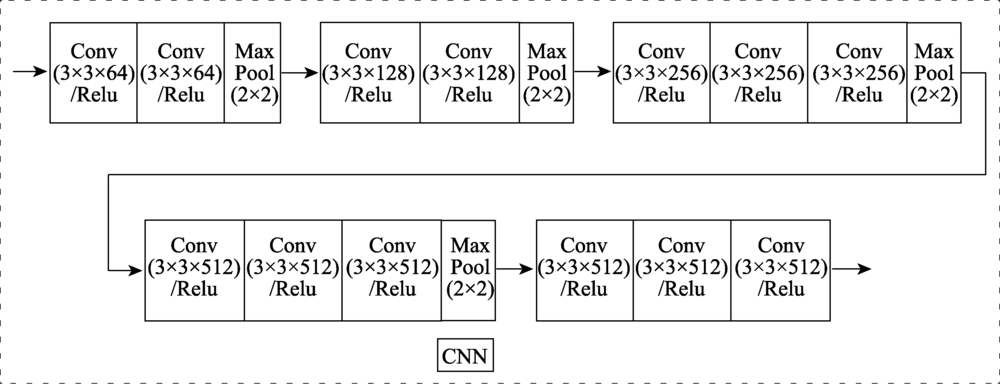 Conv Conv Max
(3×3×64) (3×3×64) Pool
/Relu /Relu (2×2)
Conv Conv Max
(3×3×128) (3×3×128) Pool
/Relu /Relu (2×2)
Conv Conv Conv Max
(3×3×256) (3×3×256) (3×3×256) Pool
/Relu /Relu /Relu (2×2)
Conv Conv Conv Max
(3×3×512) (3×3×512) (3×3×512) Pool
/Relu /Relu /Relu (2×2)
Conv Conv Conv
(3×3×512) (3×3×512) (3×3×512)
/Relu /Relu /Relu
CNN